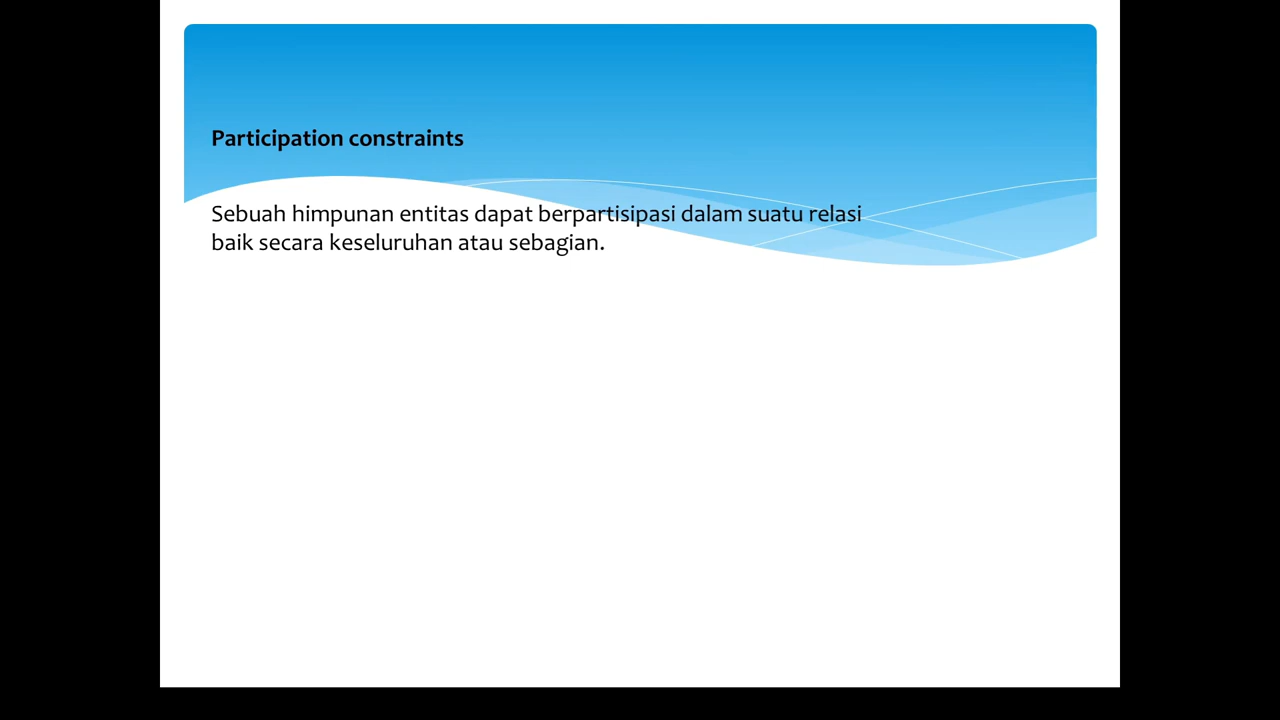 Participation constraints
Sebuah himpunan entitas dapat berpartisipasi dalam suatu relasi
baik secara keseluruhan atau sebagian.